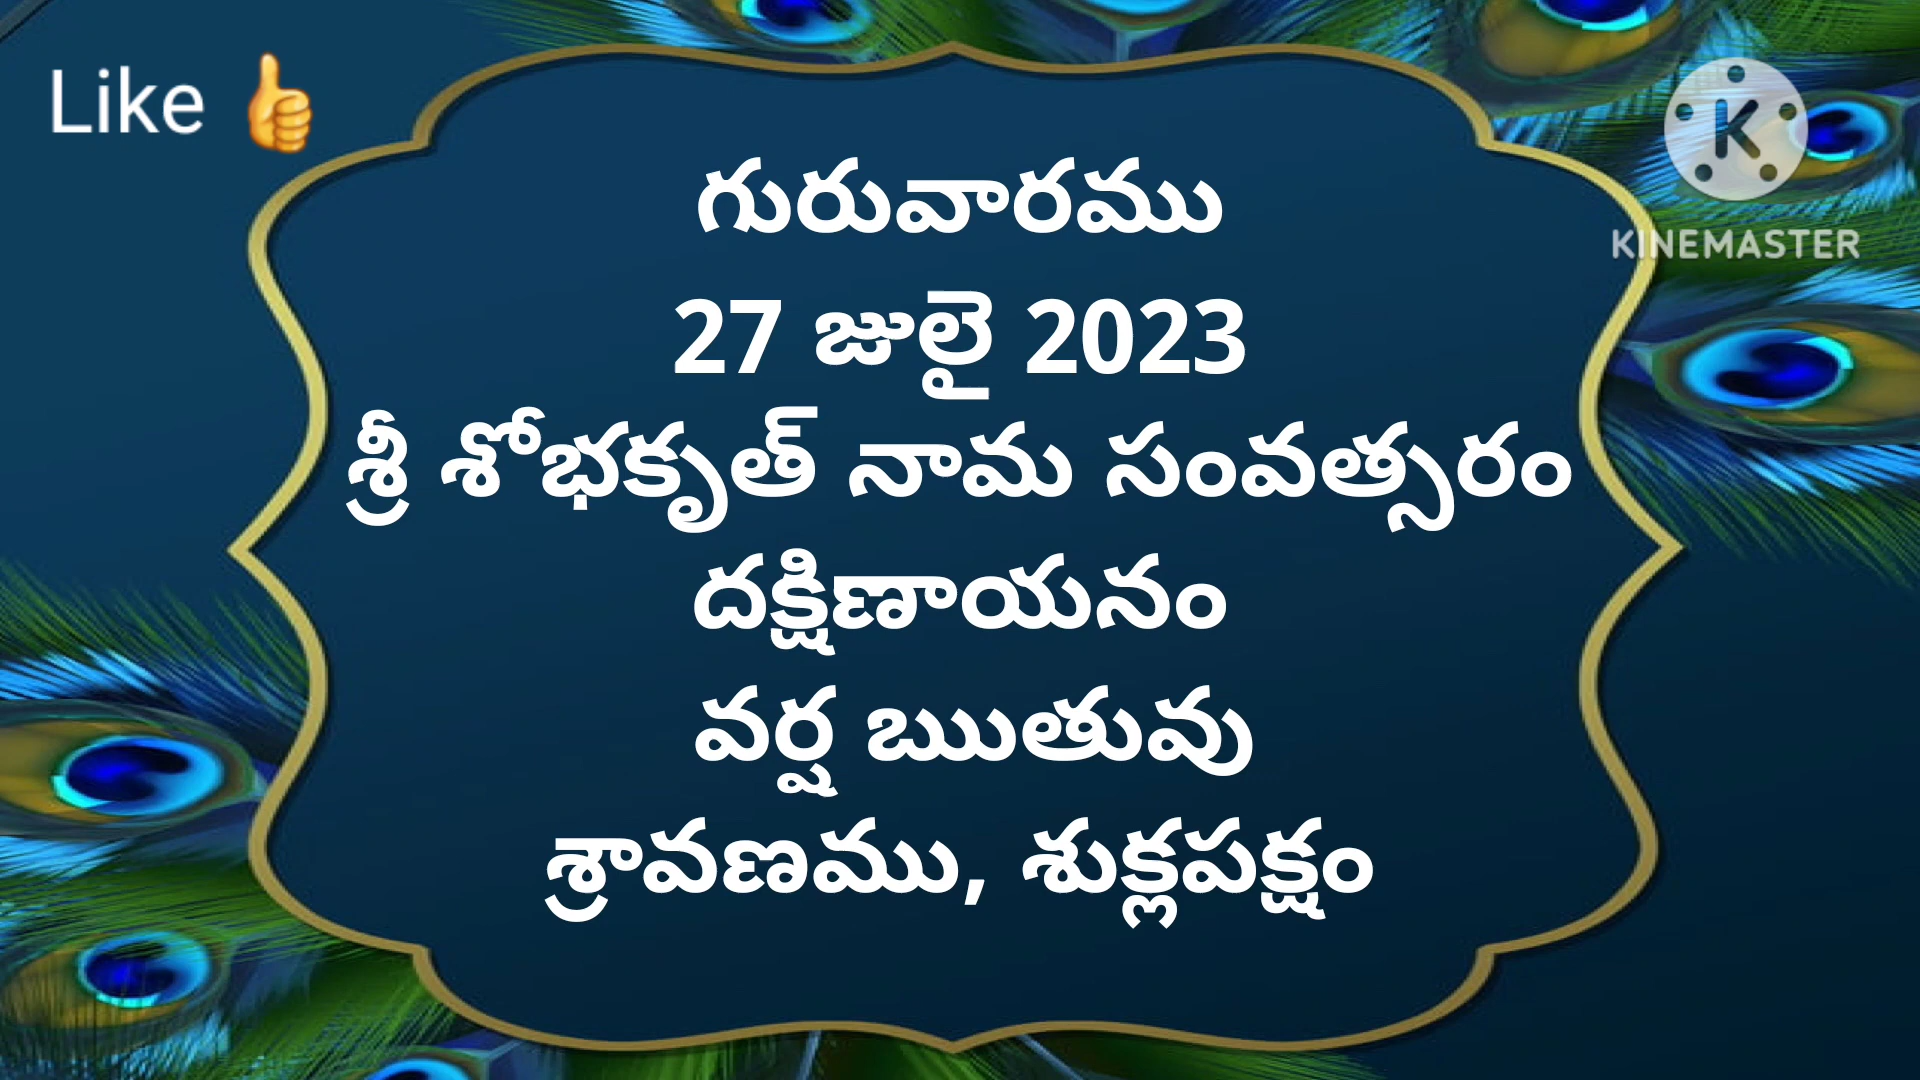 Like 👍
KINEMASTER
గురువారము
27 జులై 2023
శ్రీ శోభకృత్ నామ సంవత్సరం
దక్షిణాయనం
వర్ష ఋతువు
శ్రావణము, శుక్లపక్షం